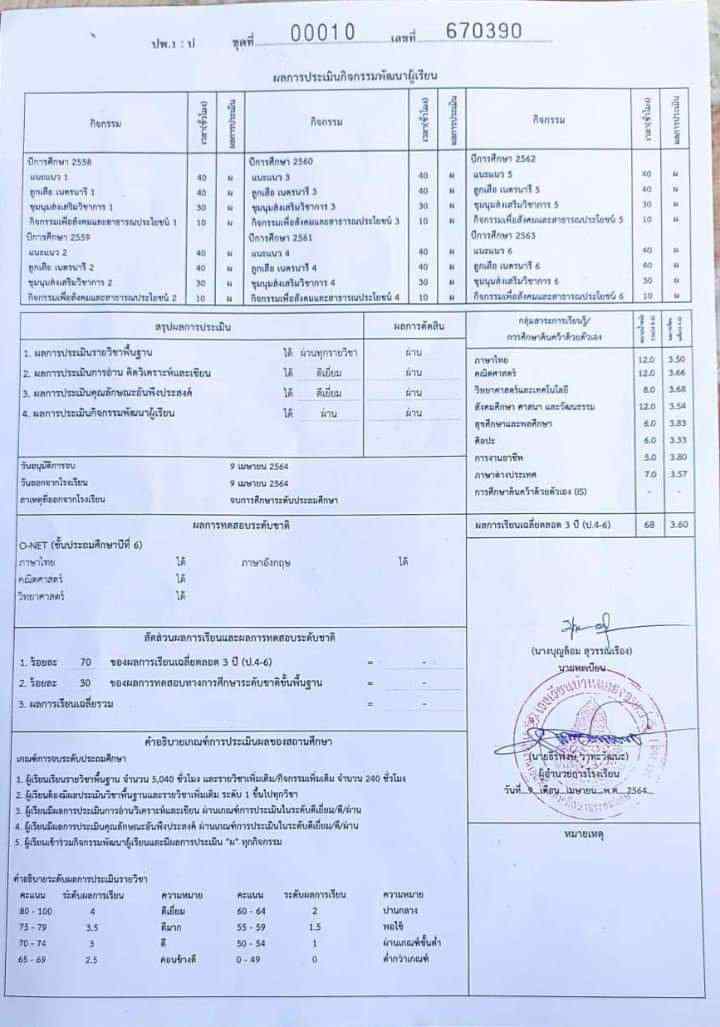 ปพ.1 : ป ชุดที่ 00010 เลขที่ 670390
ผลการประเมินกิจกรรมพัฒนาผู้เรียน
กิจกรรม เวลา(ชั่วโมง) ผลการประเมิน กิจกรรม เวลา(ชั่วโมง) ผลการประเมิน กิจกรรม เวลา(ชั่วโมง) ผลการประเมิน
ปีการศึกษา 2558 ปีการศึกษา 2560 ปีการศึกษา 2562
แนะแนว 1 40 ผ แนะแนว 3 40 ผ แนะแนว 5 40 ผ
ลูกเสือ เนตรนารี 1 40 ผ ลูกเสือ เนตรนารี 3 40 ผ ลูกเสือ เนตรนารี 5 40 ผ
ชุมนุมส่งเสริมวิชาการ 1 30 ผ ชุมนุมส่งเสริมวิชาการ 3 30 ผ ชุมนุมส่งเสริมวิชาการ 5 30 ผ
กิจกรรมเพื่อสังคมและสาธารณประโยชน์ 1 10 ผ กิจกรรมเพื่อสังคมและสาธารณประโยชน์ 3 10 ผ กิจกรรมเพื่อสังคมและสาธารณประโยชน์ 5 10 ผ
ปีการศึกษา 2559 ปีการศึกษา 2561 ปีการศึกษา 2563
แนะแนว 2 40 ผ แนะแนว 4 40 ผ แนะแนว 6 40 ผ
ลูกเสือ เนตรนารี 2 40 ผ ลูกเสือ เนตรนารี 4 40 ผ ลูกเสือ เนตรนารี 6 40 ผ
ชุมนุมส่งเสริมวิชาการ 2 30 ผ ชุมนุมส่งเสริมวิชาการ 4 30 ผ ชุมนุมส่งเสริมวิชาการ 6 30 ผ
กิจกรรมเพื่อสังคมและสาธารณประโยชน์ 2 10 ผ กิจกรรมเพื่อสังคมและสาธารณประโยชน์ 4 10 ผ กิจกรรมเพื่อสังคมและสาธารณประโยชน์ 6 10 ผ
สรุปผลการประเมิน ผลการตัดสิน
1. ผลการประเมินรายวิชาพื้นฐาน ได้ ผ่านทุกรายวิชา ผ่าน
2. ผลการประเมินการอ่าน คิดวิเคราะห์และเขียน ได้ ดีเยี่ยม ผ่าน
3. ผลการประเมินคุณลักษณะอันพึงประสงค์ ได้ ดีเยี่ยม ผ่าน
4. ผลการประเมินกิจกรรมพัฒนาผู้เรียน ได้ ผ่าน ผ่าน
วันอนุมัติการจบ 9 เมษายน 2564
วันออกจากโรงเรียน 9 เมษายน 2564
สาเหตุที่ออกจากโรงเรียน จบการศึกษาระดับประถมศึกษา
กลุ่มสาระการเรียนรู้/
การศึกษาค้นคว้าด้วยตัวเอง
ภาษาไทย 12.0 3.50
คณิตศาสตร์ 12.0 3.66
วิทยาศาสตร์และเทคโนโลยี 8.0 3.68
สังคมศึกษา ศาสนา และวัฒนธรรม 12.0 3.54
สุขศึกษาและพลศึกษา 6.0 3.83
ศิลปะ 6.0 3.33
การงานอาชีพ 5.0 3.80
ภาษาต่างประเทศ 7.0 3.57
การศึกษาค้นคว้าด้วยตัวเอง (IS) - -
ผลการเรียนเฉลี่ยตลอด 3 ปี (ป.4-6) 68 3.60
ผลการทดสอบระดับชาติ
O-NET (ชั้นประถมศึกษาปีที่ 6)
ภาษาไทย ได้ ภาษาอังกฤษ ได้
คณิตศาสตร์ ได้
วิทยาศาสตร์ ได้
สัดส่วนผลการเรียนและผลการทดสอบระดับชาติ
1. ร้อยละ 70 ของผลการเรียนเฉลี่ยตลอด 3 ปี (ป.4-6) = -
2. ร้อยละ 30 ของผลการทดสอบทางการศึกษาระดับชาติขั้นพื้นฐาน = -
3. ผลการเรียนเฉลี่ยรวม = -
(นางบุญล้อม สุวรรณ์เรือง)
นายทะเบียน
ผู้อำนวยการโรงเรียน
วันที่ 9 เดือน เมษายน พ.ศ. 2564
หมายเหตุ
คำอธิบายเกณฑ์การประเมินผลของสถานศึกษา
เกณฑ์การจบระดับประถมศึกษา
1. ผู้เรียนเรียนรายวิชาพื้นฐาน จำนวน 5,040 ชั่วโมง และรายวิชาเพิ่มเติม/กิจกรรมเพิ่มเติม จำนวน 240 ชั่วโมง
2. ผู้เรียนต้องมีผลประเมินวิชาพื้นฐานและรายวิชาเพิ่มเติม ระดับ 1 ขึ้นไปทุกวิชา
3. ผู้เรียนมีผลการประเมินการอ่านวิเคราะห์และเขียน ผ่านเกณฑ์การประเมินในระดับดีเยี่ยม/ดี/ผ่าน
4. ผู้เรียนมีผลการประเมินคุณลักษณะอันพึงประสงค์ ผ่านเกณฑ์การประเมินในระดับดีเยี่ยม/ดี/ผ่าน
5. ผู้เรียนเข้าร่วมกิจกรรมพัฒนาผู้เรียนและมีผลการประเมิน "ผ" ทุกกิจกรรม
คำอธิบายระดับผลการประเมินรายวิชา
คะแนน ระดับผลการเรียน ความหมาย คะแนน ระดับผลการเรียน ความหมาย
80 - 100 4 ดีเยี่ยม 60 - 64 2 ปานกลาง
75 - 79 3.5 ดีมาก 55 - 59 1.5 พอใช้
70 - 74 3 ดี 50 - 54 1 ผ่านเกณฑ์ขั้นต่ำ
65 - 69 2.5 ค่อนข้างดี 0 - 49 0 ต่ำกว่าเกณฑ์